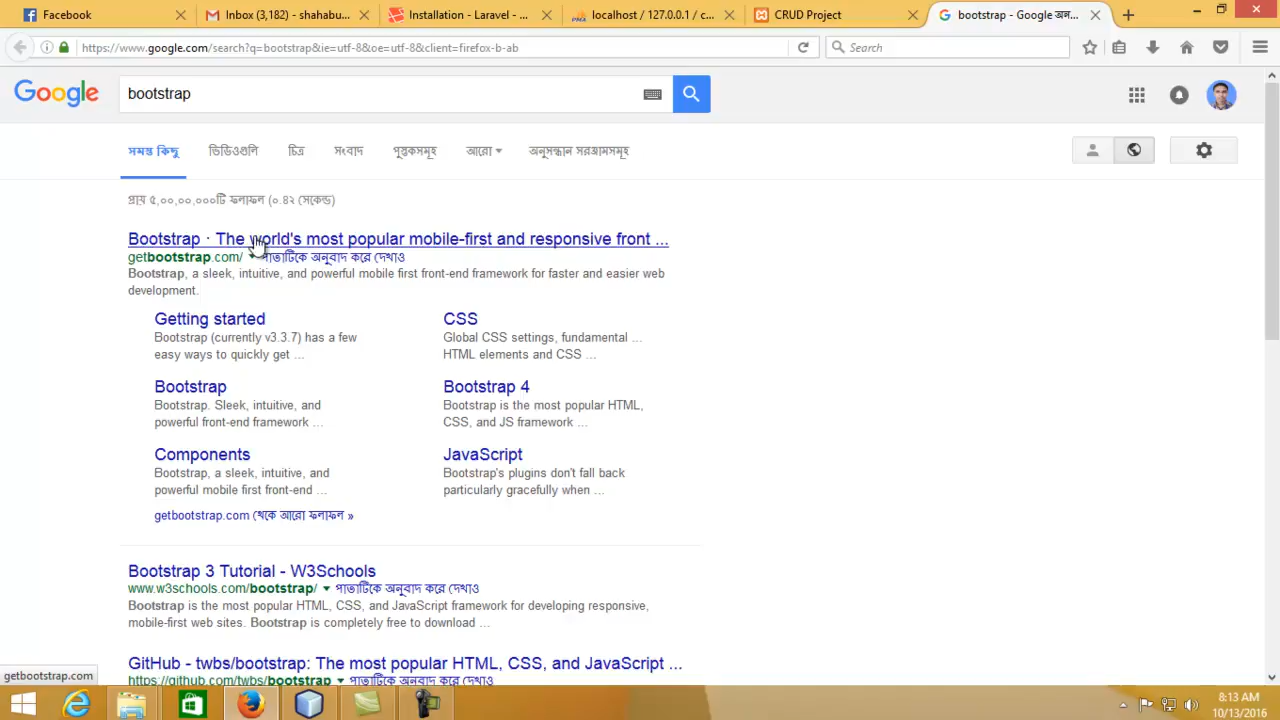 Facebook
Inbox (3,182) - shahabu...
Installation - Laravel - ...
localhost / 127.0.0.1 / c...
CRUD Project
bootstrap - Google অনু...
https://www.google.com/search?q=bootstrap&ie=utf-8&oe=utf-8&client=firefox-b-ab
Search
Google
bootstrap
সমস্ত কিছু
ভিডিওগুলি
চিত্র
সংবাদ
পুস্তকসমূহ
আরো
অনুসন্ধান সরঞ্জামসমূহ
প্রায় ৫,০০,০০,০০০টি ফলাফল (০.৪২ সেকেন্ড)
Bootstrap · The world's most popular mobile-first and responsive front ...
getbootstrap.com/ পাতাটিকে অনুবাদ করে দেখাও
Bootstrap, a sleek, intuitive, and powerful mobile first front-end framework for faster and easier web
development.
Getting started
Bootstrap (currently v3.3.7) has a few
easy ways to quickly get ...
CSS
Global CSS settings, fundamental ...
HTML elements and CSS ...
Bootstrap
Bootstrap. Sleek, intuitive, and
powerful front-end framework ...
Bootstrap 4
Bootstrap is the most popular HTML,
CSS, and JS framework ...
Components
Bootstrap, a sleek, intuitive, and
powerful mobile first front-end ...
JavaScript
Bootstrap's plugins don't fall back
particularly gracefully when ...
getbootstrap.com থেকে আরো ফলাফল »
Bootstrap 3 Tutorial - W3Schools
www.w3schools.com/bootstrap/ পাতাটিকে অনুবাদ করে দেখাও
Bootstrap is the most popular HTML, CSS, and JavaScript framework for developing responsive,
mobile-first web sites. Bootstrap is completely free to download ...
GitHub - twbs/bootstrap: The most popular HTML, CSS, and JavaScript ...
https://github.com/twbs/bootstrap পাতাটিকে অনুবাদ করে দেখাও
getbootstrap.com
8:13 AM
10/13/2016